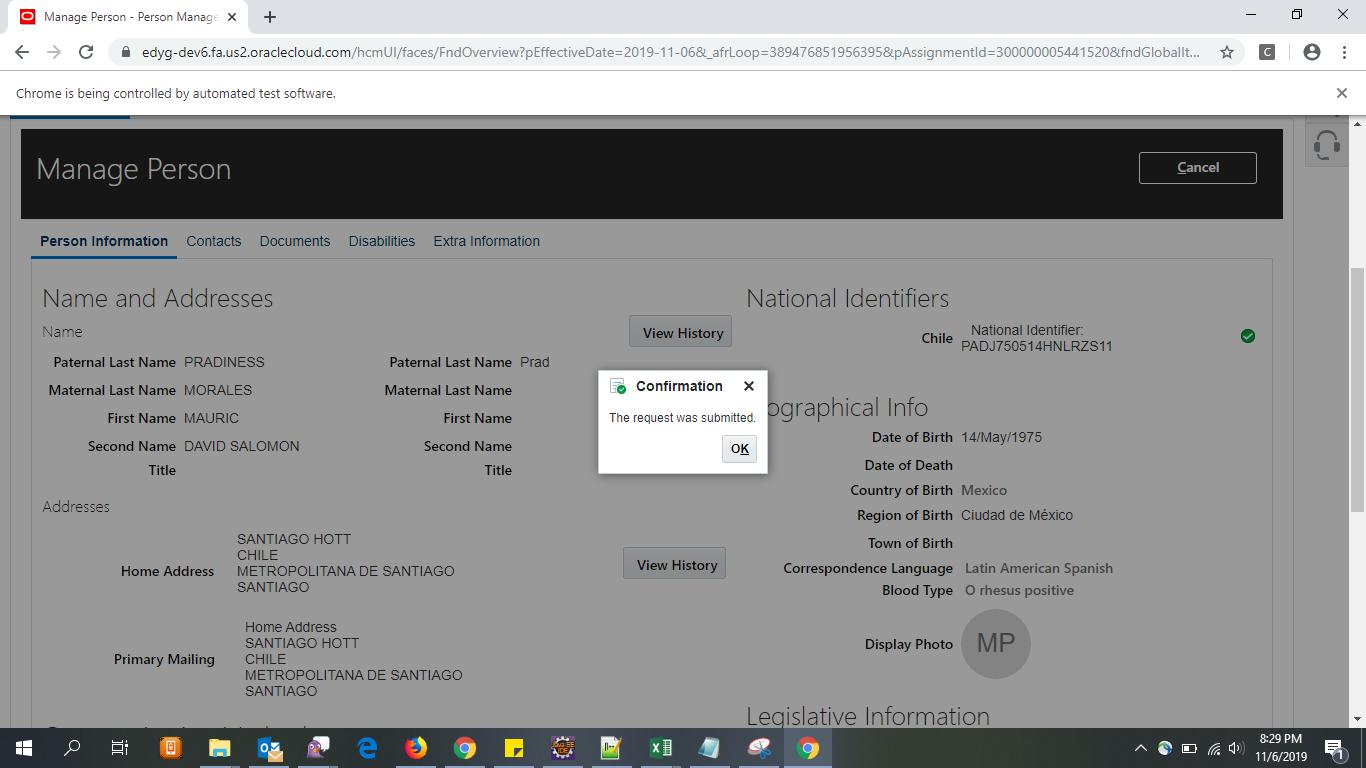 Manage Person - Person Manage
edyg-dev6.fa.us2.oraclecloud.com/hcmUI/faces/FndOverview?pEffectiveDate=2019-11-06&_afrLoop=389476851956395&pAssignmentId=300000005441520&fndGlobalIt...
C
Chrome is being controlled by automated test software.
Manage Person
Cancel
Person Information Contacts Documents Disabilities Extra Information
Name and Addresses
Name
View History
Paternal Last Name PRADINESS
Maternal Last Name MORALES
First Name MAURIC
Second Name DAVID SALOMON
Title
Paternal Last Name Prad
Maternal Last Name
First Name
Second Name
Title
Addresses
Home Address
SANTIAGO HOTT
CHILE
METROPOLITANA DE SANTIAGO
SANTIAGO
View History
Primary Mailing
Home Address
SANTIAGO HOTT
CHILE
METROPOLITANA DE SANTIAGO
SANTIAGO
Confirmation
The request was submitted.
OK
National Identifiers
Chile
National Identifier:
PADJ750514HNLRZS11
ographical Info
Date of Birth 14/May/1975
Date of Death
Country of Birth Mexico
Region of Birth Ciudad de México
Town of Birth
Correspondence Language Latin American Spanish
Blood Type O rhesus positive
Display Photo MP
Legislative Information
8:29 PM
11/6/2019
1